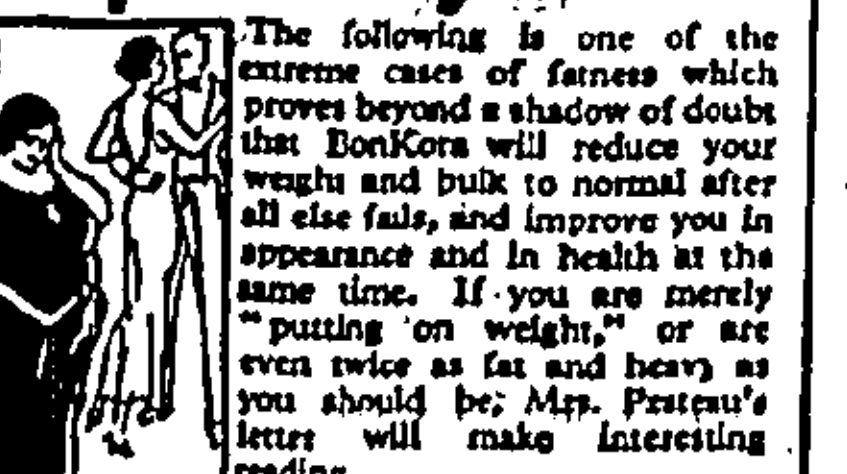 The following is one of the
extreme cases of fatness which
proves beyond a shadow of doubt
that BonKora will reduce your
weight and bulk to normal after
all else fails, and improve you in
appearance and in health at the
same time. If you are merely
"putting on weight," or are
even twice as fat and heavy as
you should be; Mrs. Prateau's
letter will make interesting
reading